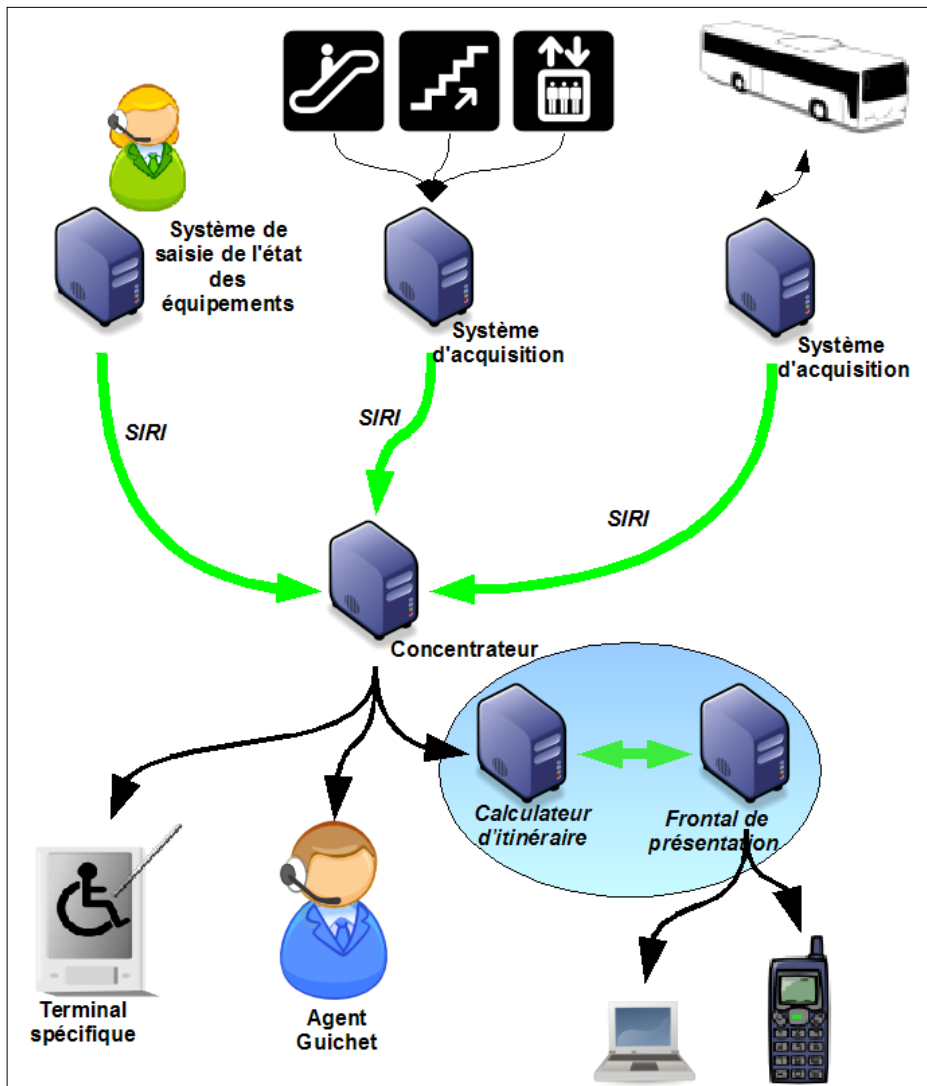 Système de
saisie de l'état
des
équipements
Système
d'acquisition
Système
d'acquisition
SIRI
SIRI
SIRI
Concentrateur
Calculateur
d'itinéraire
Frontal de
présentation
Terminal
spécifique
Agent
Guichet